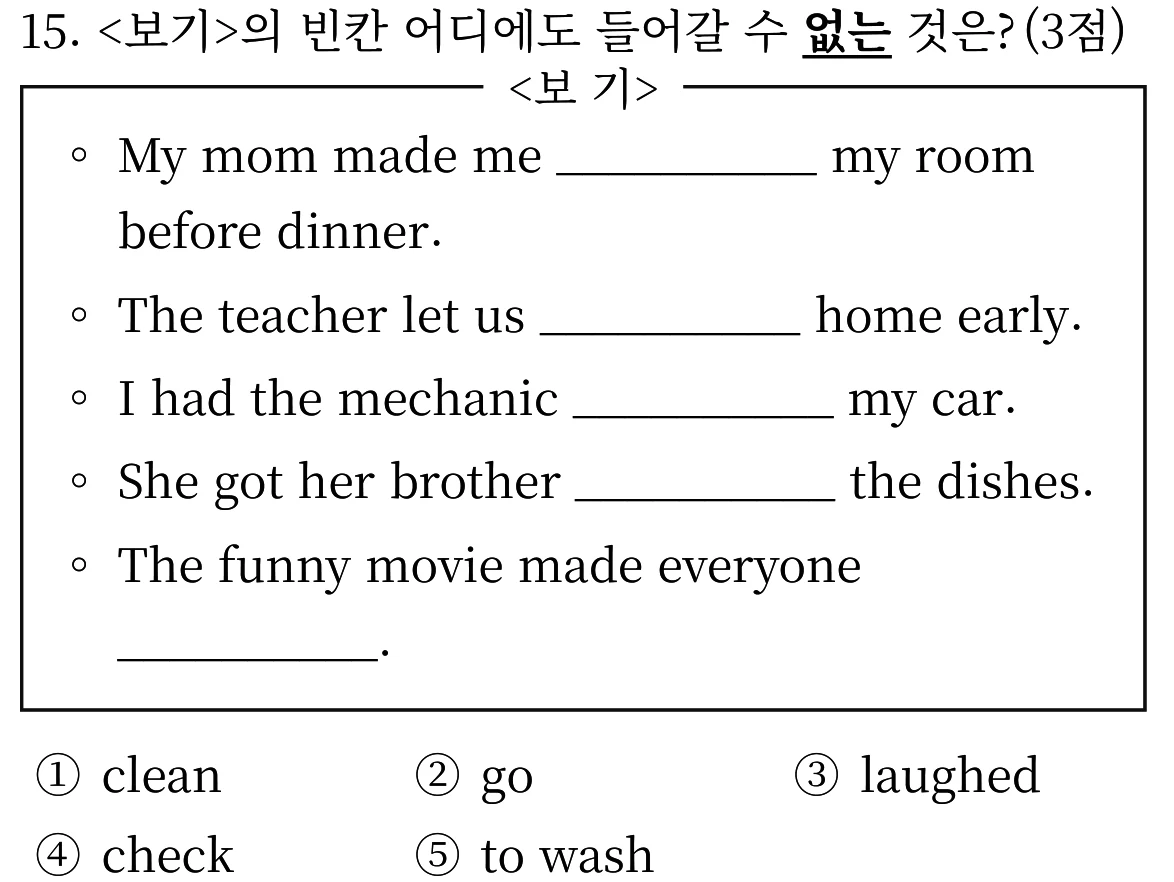 15. <보기>의 빈칸 어디에도 들어갈 수 없는 것은?(3점)
<보 기>
◦ My mom made me __________ my room
before dinner.
◦ The teacher let us __________ home early.
◦ I had the mechanic __________ my car.
◦ She got her brother __________ the dishes.
◦ The funny movie made everyone
__________.
① clean ② go ③ laughed
④ check ⑤ to wash